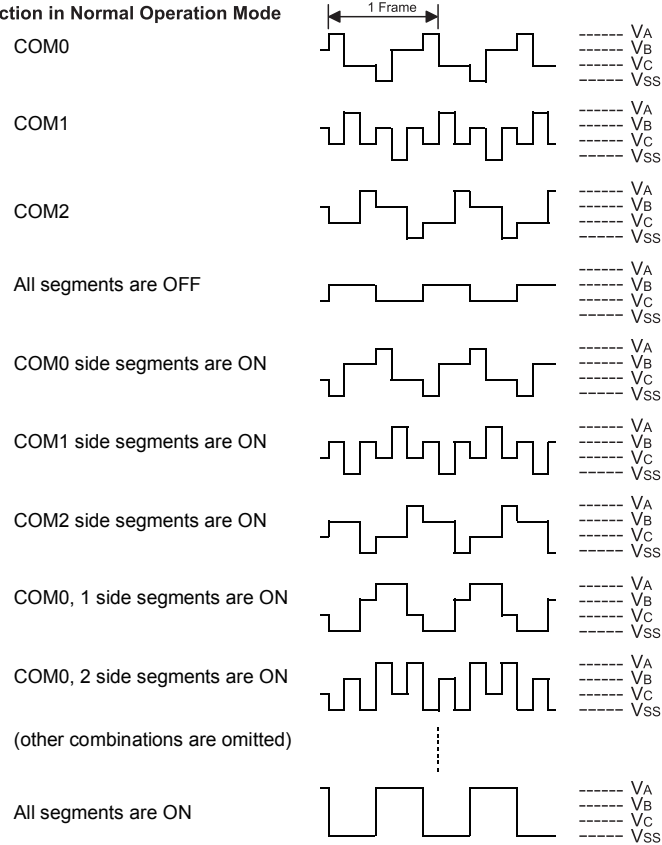 ction in Normal Operation Mode
1 Frame
COM0
VA
VB
VC
VSS
COM1
VA
VB
VC
VSS
COM2
VA
VB
VC
VSS
All segments are OFF
VA
VB
VC
VSS
COM0 side segments are ON
VA
VB
VC
VSS
COM1 side segments are ON
VA
VB
VC
VSS
COM2 side segments are ON
VA
VB
VC
VSS
COM0, 1 side segments are ON
VA
VB
VC
VSS
COM0, 2 side segments are ON
VA
VB
VC
VSS
(other combinations are omitted)
All segments are ON
VA
VB
VC
VSS